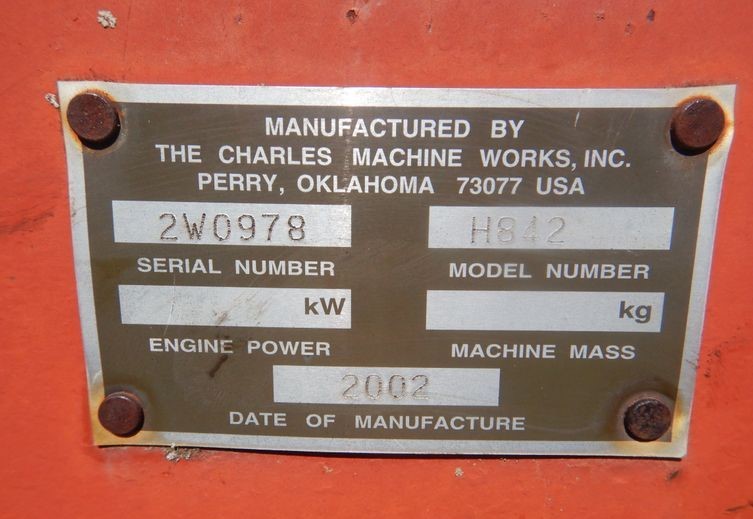 MANUFACTURED BY
THE CHARLES MACHINE WORKS, INC.
PERRY, OKLAHOMA 73077 USA
2W0978 H842
SERIAL NUMBER MODEL NUMBER
kW kg
ENGINE POWER MACHINE MASS
2002
DATE OF MANUFACTURE